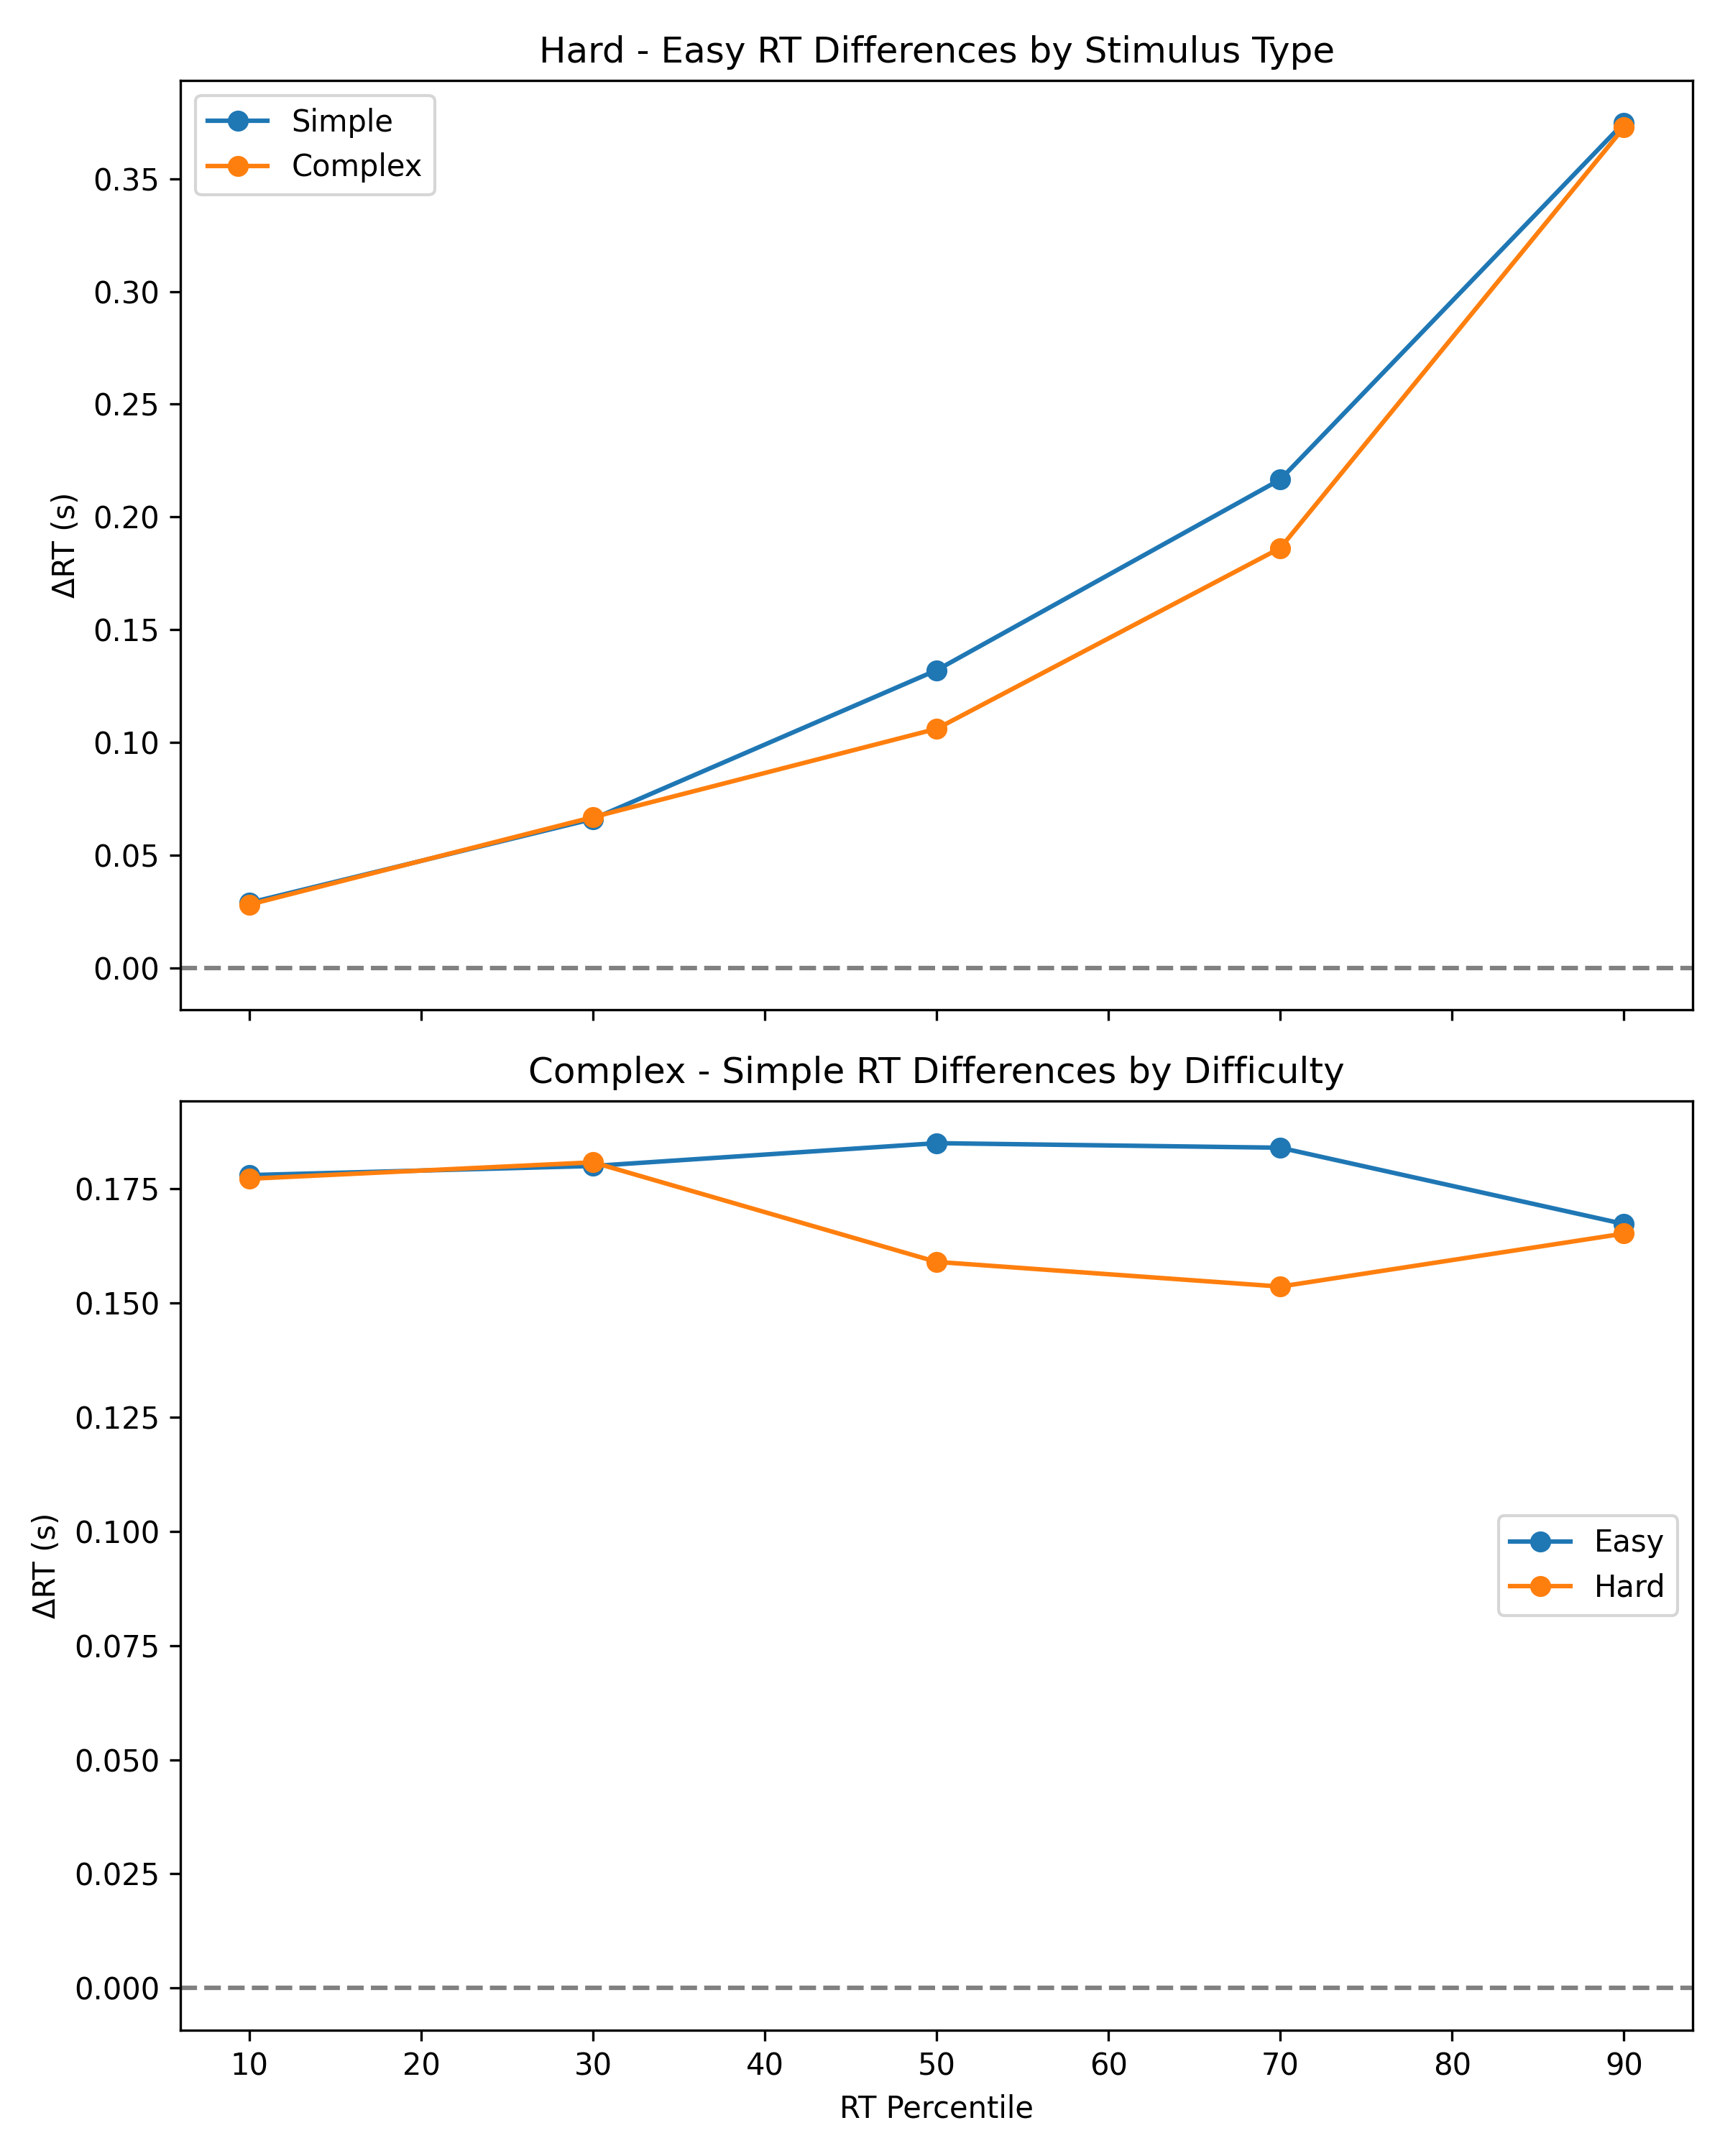 Hard - Easy RT Differences by Stimulus Type
Simple
Complex
ΔRT (s)
0.35
0.30
0.25
0.20
0.15
0.10
0.05
0.00
Complex - Simple RT Differences by Difficulty
ΔRT (s)
0.175
0.150
0.125
0.100
0.075
0.050
0.025
0.000
Easy
Hard
10 20 30 40 50 60 70 80 90
RT Percentile